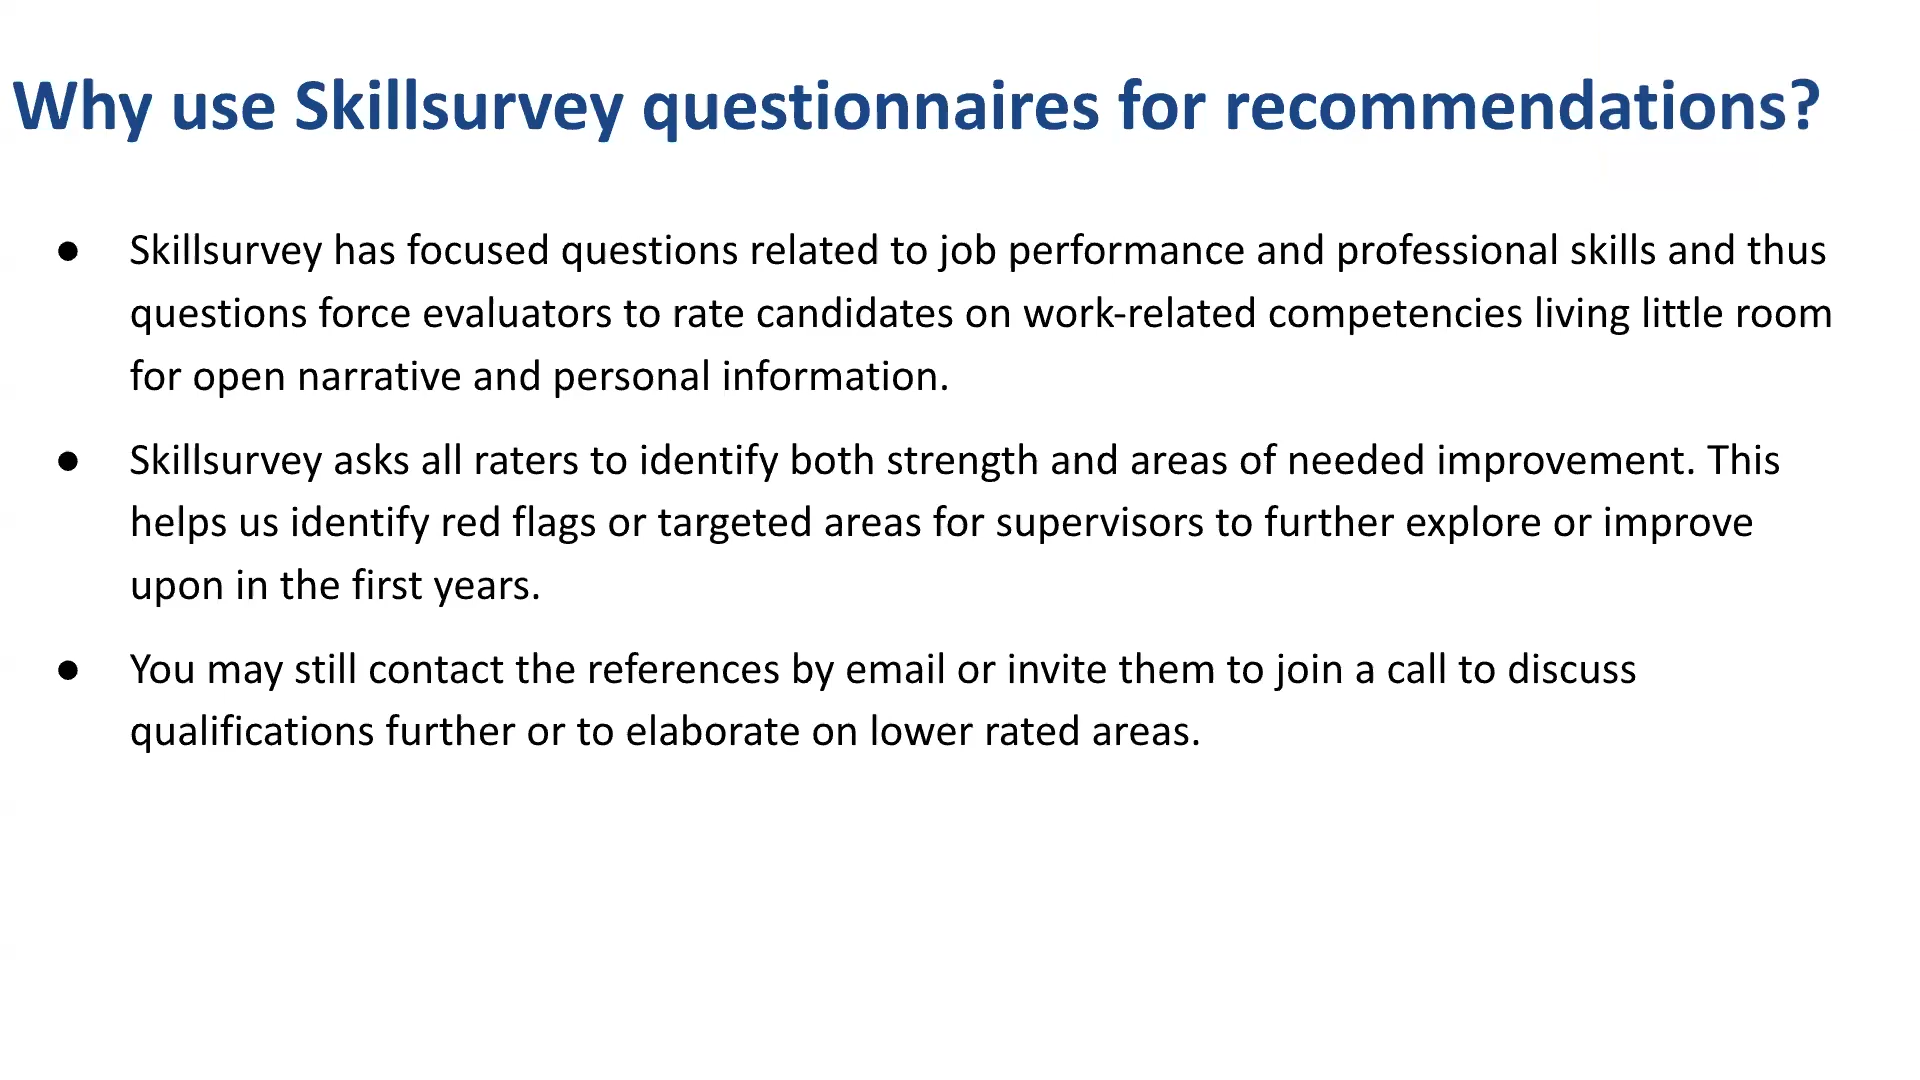 Why use Skillsurvey questionnaires for recommendations?
● Skillsurvey has focused questions related to job performance and professional skills and thus
questions force evaluators to rate candidates on work-related competencies living little room
for open narrative and personal information.
● Skillsurvey asks all raters to identify both strength and areas of needed improvement. This
helps us identify red flags or targeted areas for supervisors to further explore or improve
upon in the first years.
● You may still contact the references by email or invite them to join a call to discuss
qualifications further or to elaborate on lower rated areas.